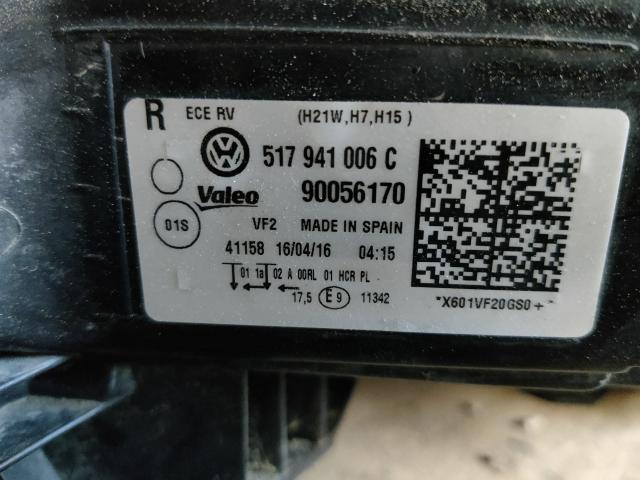 R ECE RV (H21W,H7,H15)
517 941 006 C
Valeo 90056170
01S VF2 MADE IN SPAIN
41158 16/04/16 04:15
01 1a 02 A 00RL 01 HCR PL
17,5 E9 11342
*X601VF20GS0+*